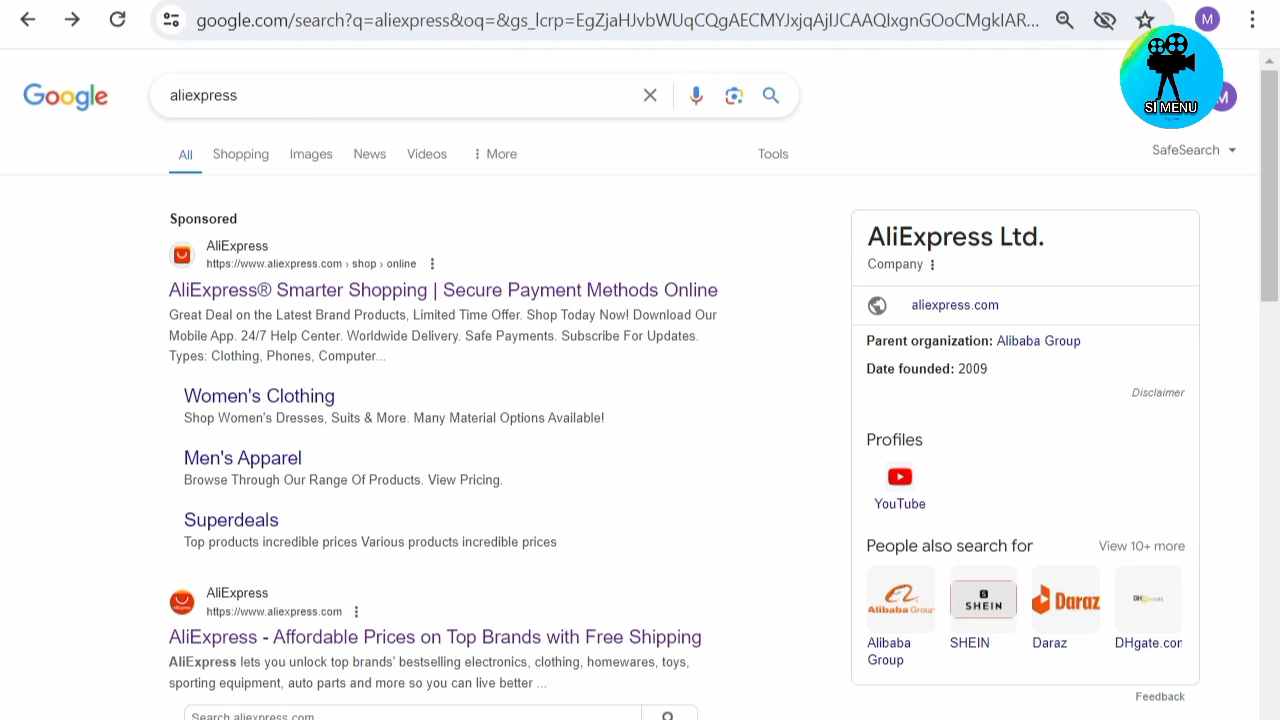 google.com/search?q=aliexpress&oq=&gs_lcrp=EgZjaHJvbWUqCQgAECMYJxjqAjIJCAAQIxgnGOoCMgkIAR...
M
SI MENU
Google
aliexpress
M
All
Shopping
Images
News
Videos
More
Tools
SafeSearch
Sponsored
AliExpress
https://www.aliexpress.com › shop › online
AliExpress® Smarter Shopping | Secure Payment Methods Online
Great Deal on the Latest Brand Products, Limited Time Offer. Shop Today Now! Download Our
Mobile App. 24/7 Help Center. Worldwide Delivery. Safe Payments. Subscribe For Updates.
Types: Clothing, Phones, Computer...
Women's Clothing
Shop Women's Dresses, Suits & More. Many Material Options Available!
Men's Apparel
Browse Through Our Range Of Products. View Pricing.
Superdeals
Top products incredible prices Various products incredible prices
AliExpress
https://www.aliexpress.com
AliExpress - Affordable Prices on Top Brands with Free Shipping
AliExpress lets you unlock top brands' bestselling electronics, clothing, homewares, toys,
sporting equipment, auto parts and more so you can live better ...
Search aliexpress.com
AliExpress Ltd.
Company
aliexpress.com
Parent organization: Alibaba Group
Date founded: 2009
Disclaimer
Profiles
YouTube
People also search for
View 10+ more
Alibaba Group
SHEIN
Daraz
Alibaba
Group
SHEIN
Daraz
DHgate.com
Feedback